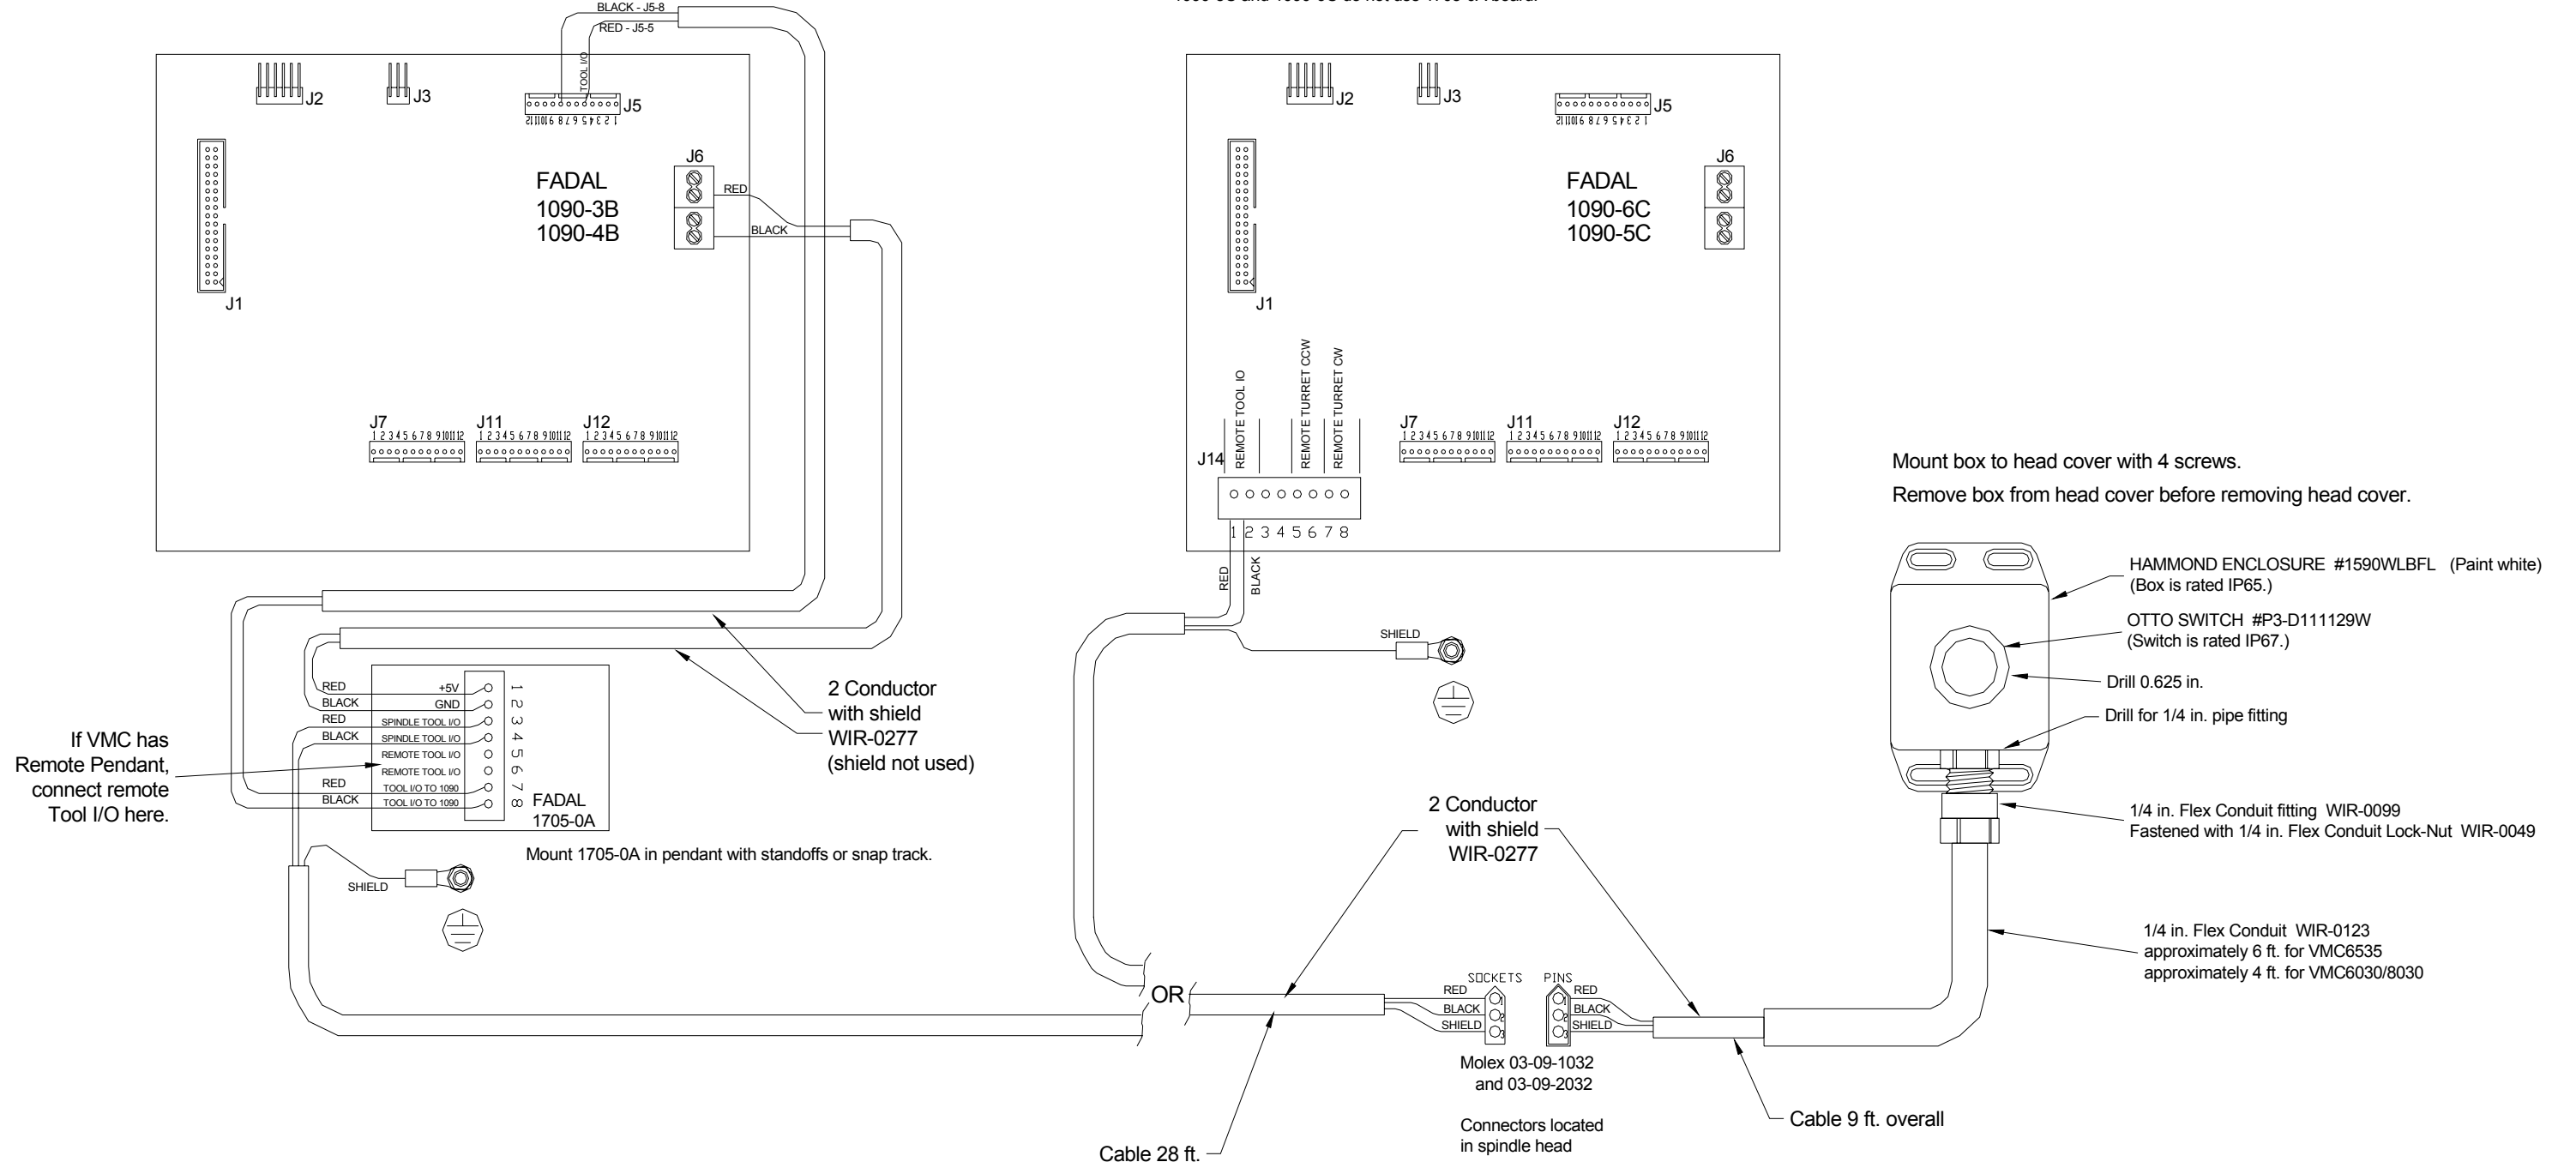 BLACK - J5-8
RED - J5-5
TOOL I/O
J2
J3
J5
12 11 10 9 8 7 6 5 4 3 2 1
J6
FADAL
1090-3B
1090-4B
RED
BLACK
J1
J7
1 2 3 4 5 6 7 8 9 10 11 12
J11
1 2 3 4 5 6 7 8 9 10 11 12
J12
1 2 3 4 5 6 7 8 9 10 11 12
J2
J3
J5
12 11 10 9 8 7 6 5 4 3 2 1
J6
FADAL
1090-6C
1090-5C
J1
REMOTE TOOL IO
REMOTE TURRET CCW
REMOTE TURRET CW
J14
1 2 3 4 5 6 7 8
J7
1 2 3 4 5 6 7 8 9 10 11 12
J11
1 2 3 4 5 6 7 8 9 10 11 12
J12
1 2 3 4 5 6 7 8 9 10 11 12
RED
BLACK
SHIELD
Mount box to head cover with 4 screws.
Remove box from head cover before removing head cover.
HAMMOND ENCLOSURE #1590WLBFL (Paint white)
(Box is rated IP65.)
OTTO SWITCH #P3-D111129W
(Switch is rated IP67.)
Drill 0.625 in.
Drill for 1/4 in. pipe fitting
1/4 in. Flex Conduit fitting WIR-0099
Fastened with 1/4 in. Flex Conduit Lock-Nut WIR-0049
1/4 in. Flex Conduit WIR-0123
approximately 6 ft. for VMC6535
approximately 4 ft. for VMC6030/8030
RED +5V 1
BLACK GND 2
RED SPINDLE TOOL I/O 3
BLACK SPINDLE TOOL I/O 4
REMOTE TOOL I/O 5
REMOTE TOOL I/O 6
RED TOOL I/O TO 1090 7
BLACK TOOL I/O TO 1090 8
FADAL
1705-0A
If VMC has
Remote Pendant,
connect remote
Tool I/O here.
2 Conductor
with shield
WIR-0277
(shield not used)
Mount 1705-0A in pendant with standoffs or snap track.
SHIELD
2 Conductor
with shield
WIR-0277
OR
SOCKETS
RED 1
BLACK 2
SHIELD 3
PINS
1 RED
2 BLACK
3 SHIELD
Molex 03-09-1032
and 03-09-2032
Connectors located
in spindle head
Cable 28 ft.
Cable 9 ft. overall